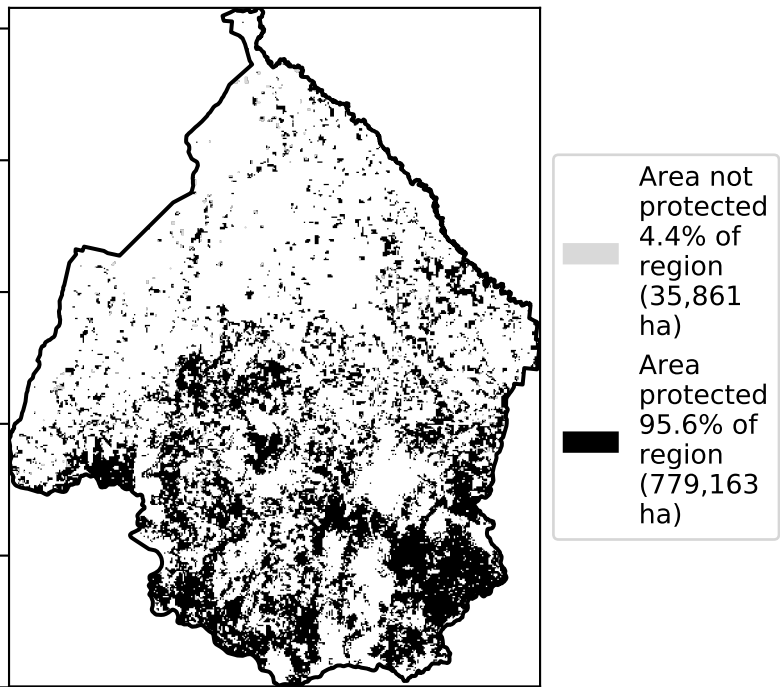 Area not
protected
4.4% of
region
(35,861
ha)
Area
protected
95.6% of
region
(779,163
ha)